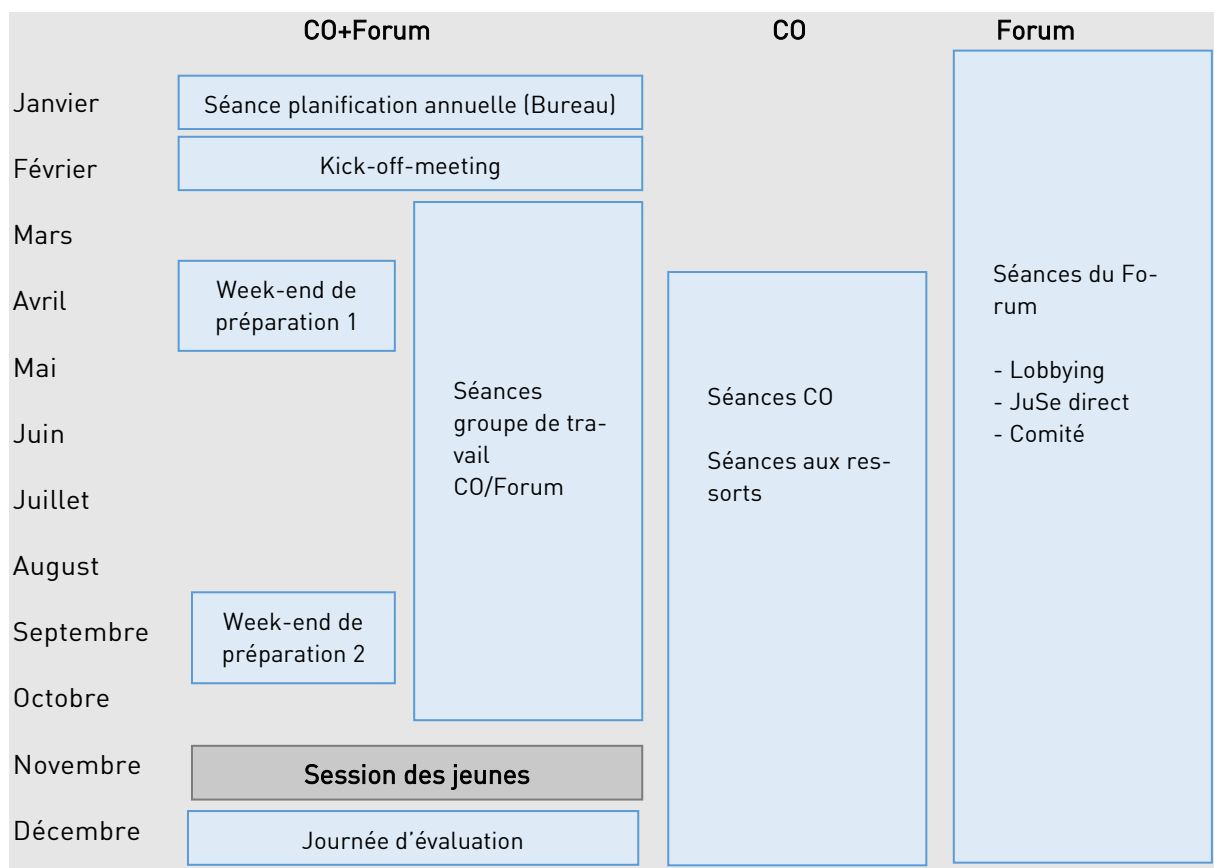 CO+Forum CO Forum
Janvier
Séance planification annuelle (Bureau)
Février
Kick-off-meeting
Mars
Avril
Week-end de
préparation 1
Mai
Juin
Juillet
August
Septembre
Week-end de
préparation 2
Octobre
Séances
groupe de tra-
vail
CO/Forum
Séances CO
Séances aux res-
sorts
Séances du Fo-
rum
- Lobbying
- JuSe direct
- Comité
Novembre
Session des jeunes
Décembre
Journée d'évaluation